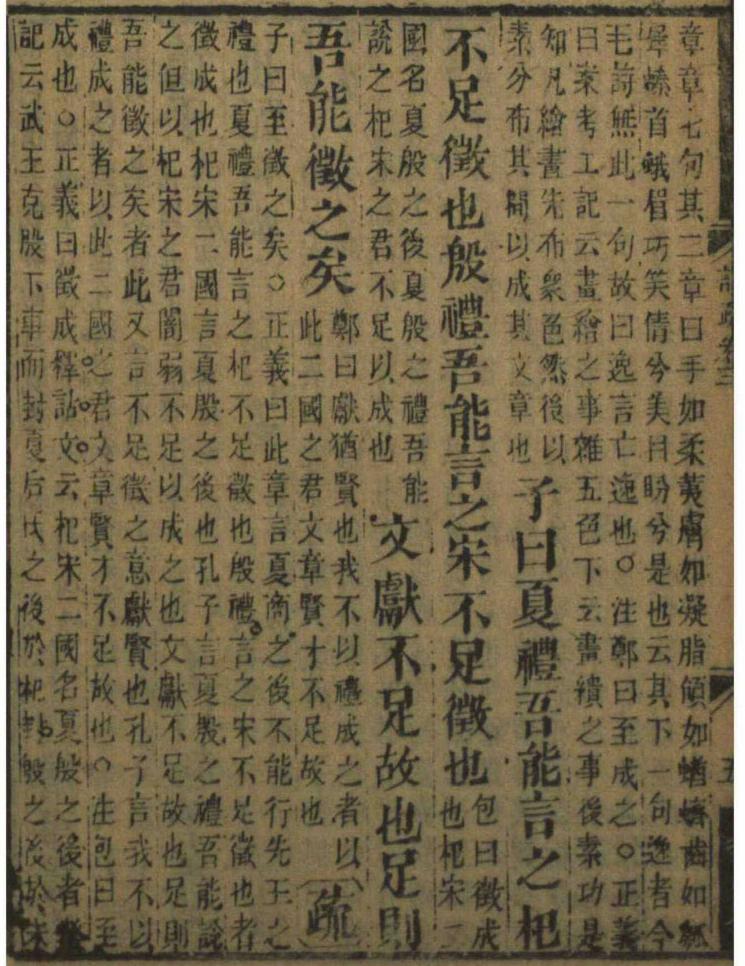 論疏卷三
五
章章七句其二章曰手如柔荑膚如凝脂領如蝤蠐齒如瓠
犀螓首蛾眉巧笑倩兮美目盼兮是也云其下一句逸者今
毛詩無此一句故曰逸言亡逸也○注鄭曰至成之○正義
曰案考工記云畫繪之事雜五色下云畫繢之事後素功是
知凡繪畫先布衆色然後以
素分布其間以成其文章也
子曰夏禮吾能言之杞
不足徵也殷禮吾能言之宋不足徵也
包曰徵成
也杞宋二
國名夏殷之後夏殷之禮吾能
說之杞宋之君不足以成也
文獻不足故也足則
吾能徵之矣
鄭曰獻猶賢也我不以禮成之者以
此二國之君文章賢才不足故也
疏
子曰至徵之矣○正義曰此章言夏商之後不能行先王之
禮也夏禮吾能言之杞不足徵也殷禮言之宋不足徵也者
徵成也杞宋二國言夏殷之後也孔子言夏殷之禮吾能說
之但以杞宋之君闇弱不足以成之也文獻不足故也足則
吾能徵之矣者此又言不足徵之意獻賢也孔子言我不以
禮成之者以此二國之君文章賢才不足故也○注包曰至
成也○正義曰徵成釋詁文云杞宋二國名夏殷之後者樂
記云武王克殷下車而封夏后氏之後於杞封殷之後於宋